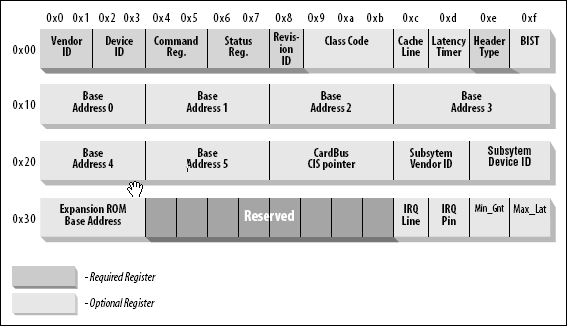 0x0 0x1 0x2 0x3 0x4 0x5 0x6 0x7 0x8 0x9 0xa 0xb 0xc 0xd 0xe 0xf
0x00
Vendor
ID
Device
ID
Command
Reg.
Status
Reg.
Revis-
ion
ID
Class Code
Cache
Line
Latency
Timer
Header
Type
BIST
0x10
Base
Address 0
Base
Address 1
Base
Address 2
Base
Address 3
0x20
Base
Address 4
Base
Address 5
CardBus
CIS pointer
Subsytem
Vendor ID
Subsytem
Device ID
0x30
Expansion ROM
Base Address
Reserved
IRQ
Line
IRQ
Pin
Min_Gnt
Max_Lat
- Required Register
- Optional Register